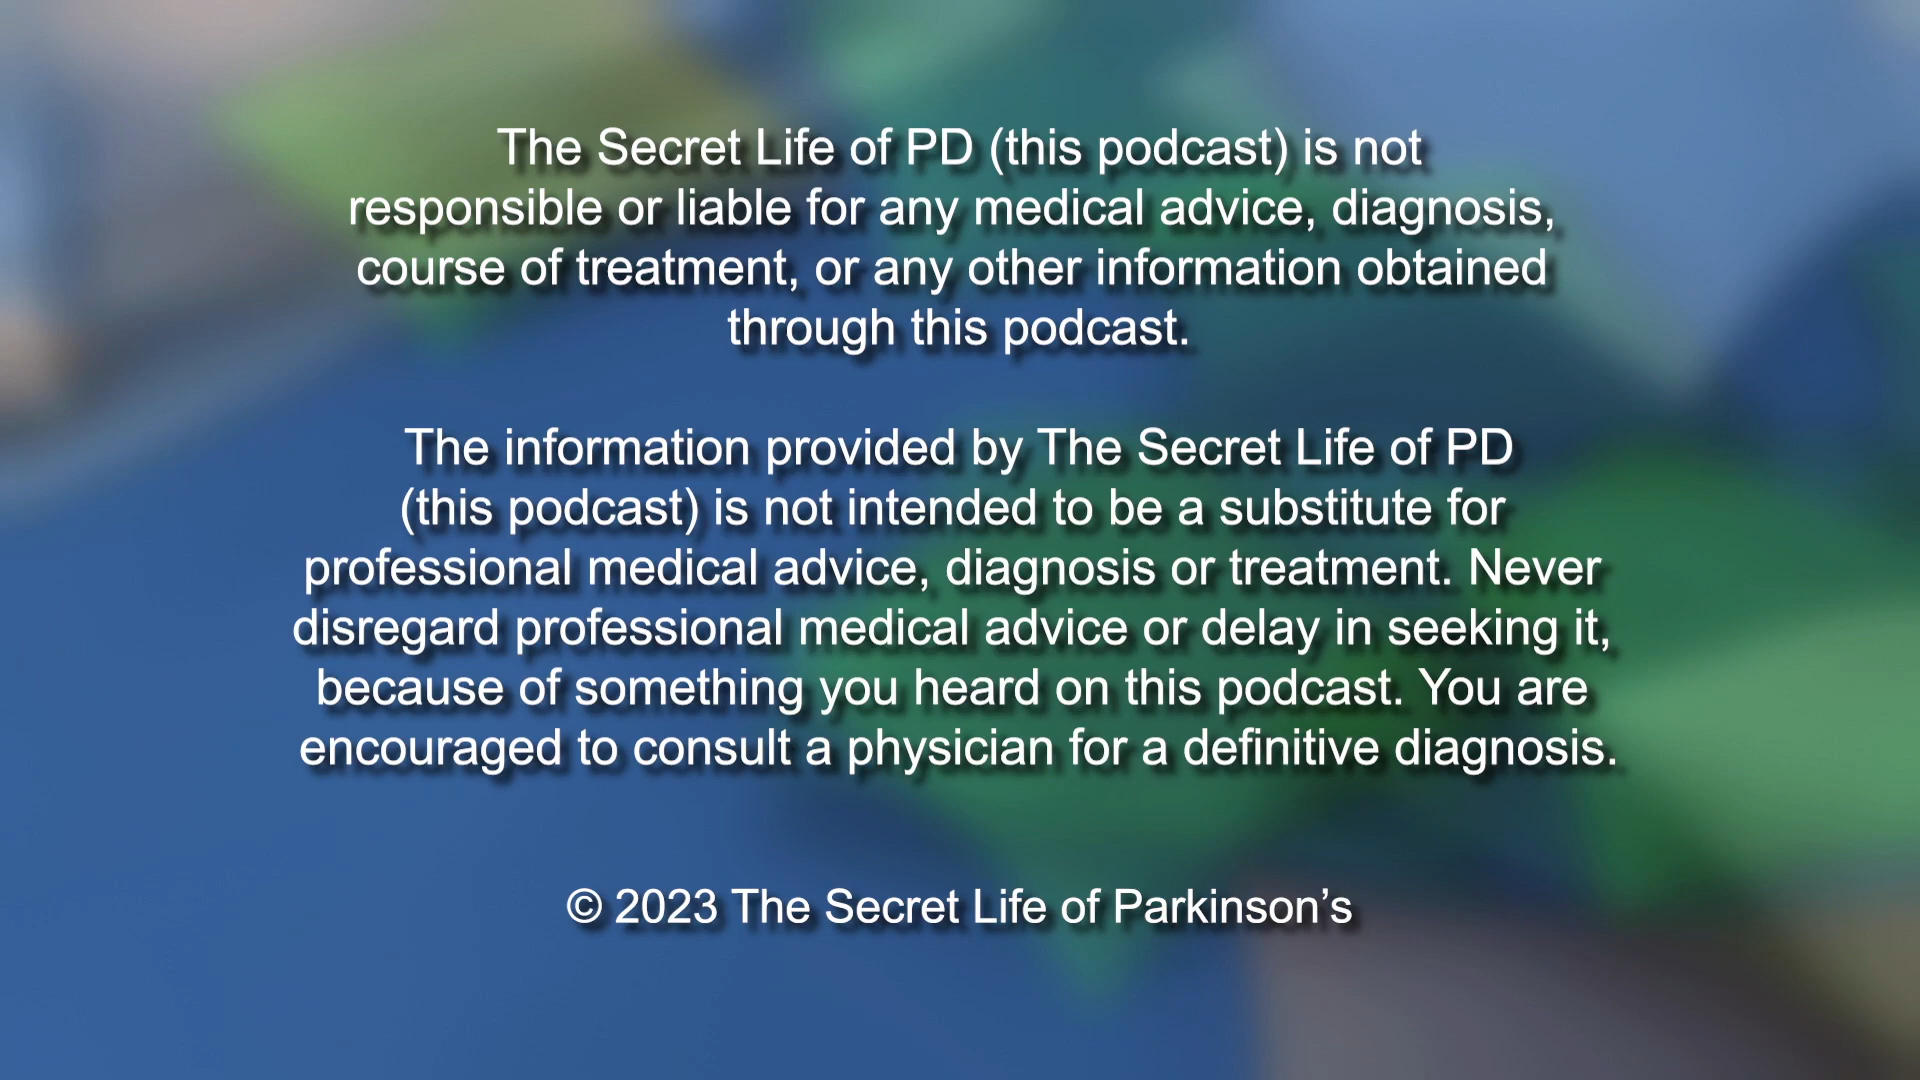 The Secret Life of PD (this podcast) is not
responsible or liable for any medical advice, diagnosis,
course of treatment, or any other information obtained
through this podcast.
The information provided by The Secret Life of PD
(this podcast) is not intended to be a substitute for
professional medical advice, diagnosis or treatment. Never
disregard professional medical advice or delay in seeking it,
because of something you heard on this podcast. You are
encouraged to consult a physician for a definitive diagnosis.
© 2023 The Secret Life of Parkinson’s